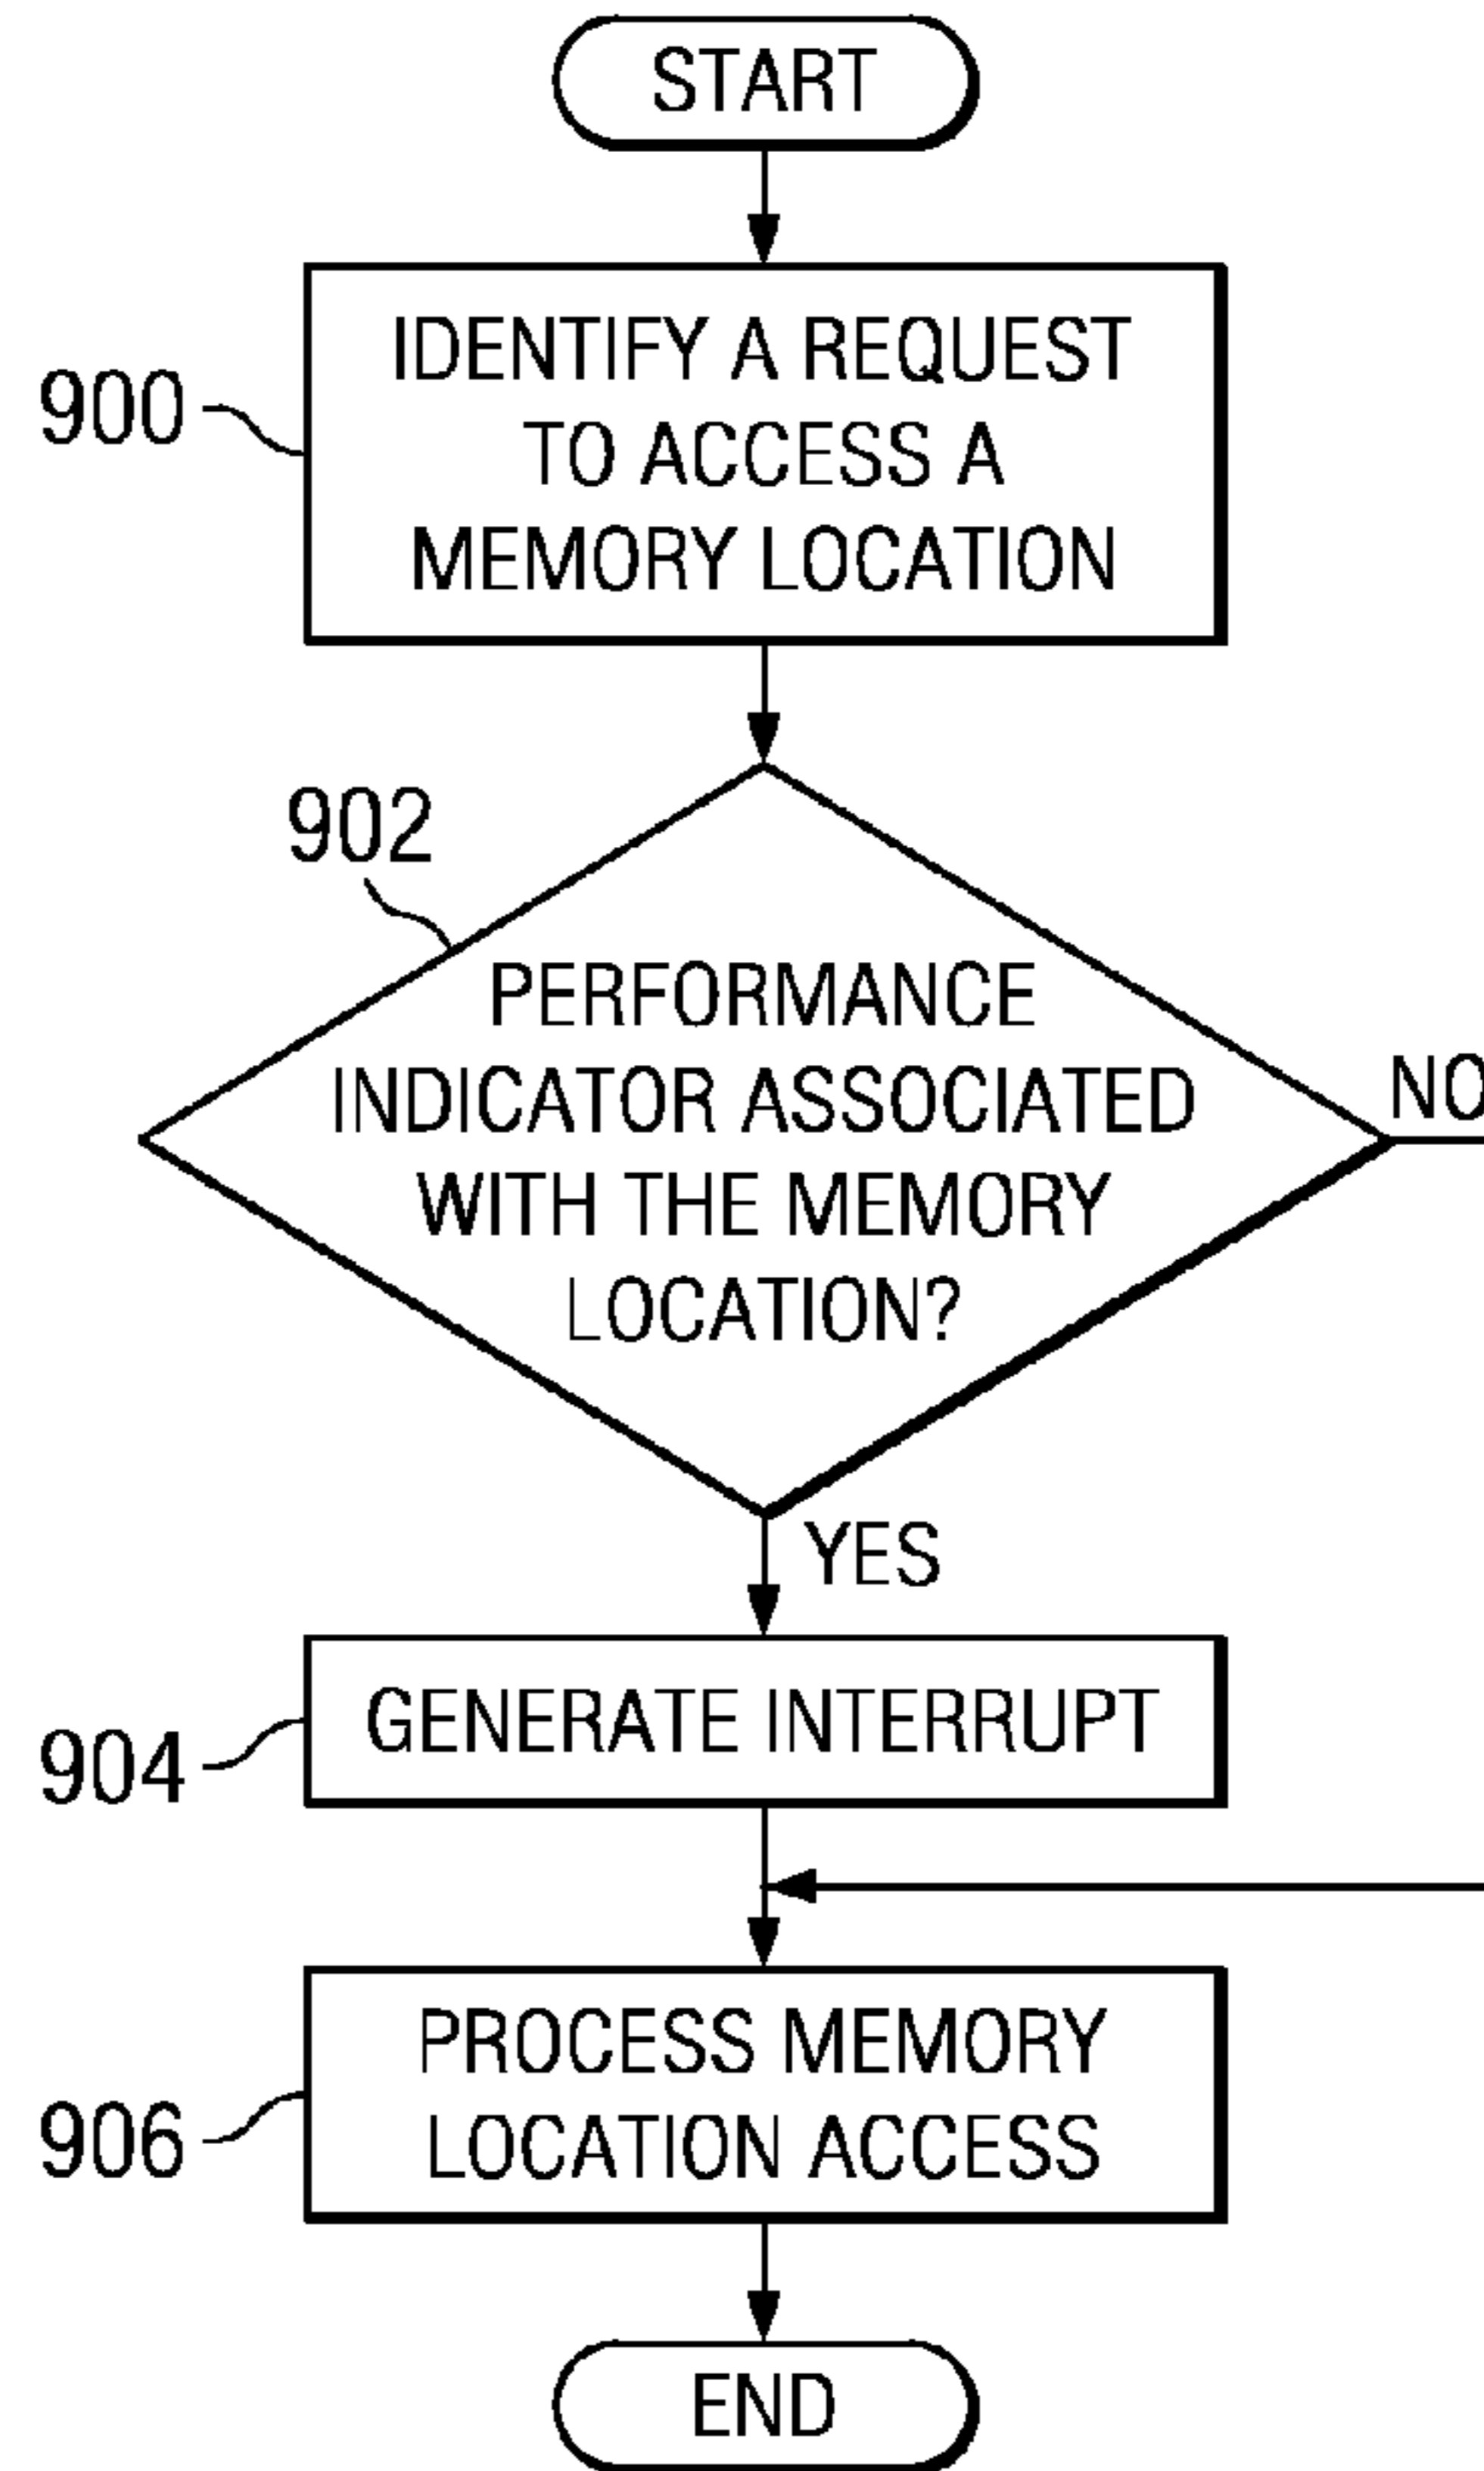 START
900
IDENTIFY A REQUEST
TO ACCESS A
MEMORY LOCATION
902
PERFORMANCE
INDICATOR ASSOCIATED
WITH THE MEMORY
LOCATION?
NO
YES
904
GENERATE INTERRUPT
906
PROCESS MEMORY
LOCATION ACCESS
END